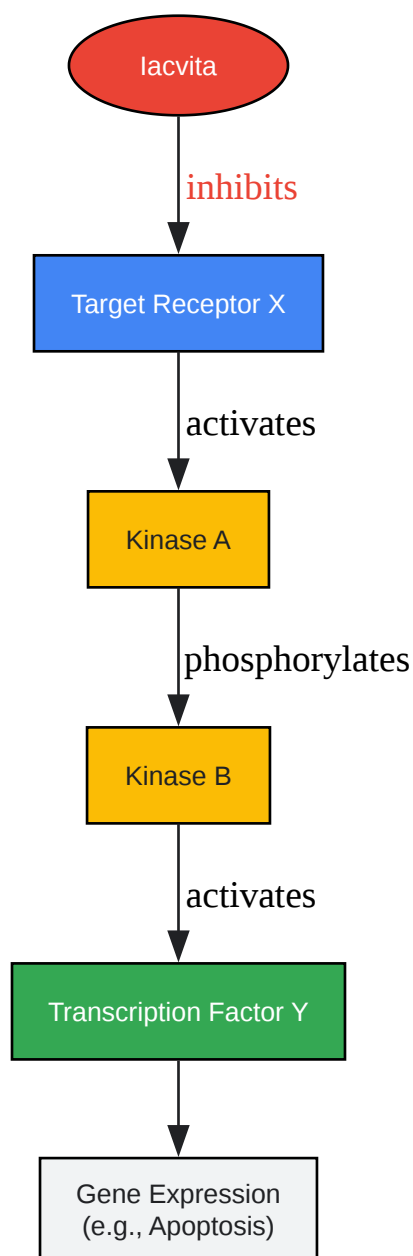 Iacvita
inhibits
Target Receptor X
activates
Kinase A
phosphorylates
Kinase B
activates
Transcription Factor Y
Gene Expression
(e.g., Apoptosis)